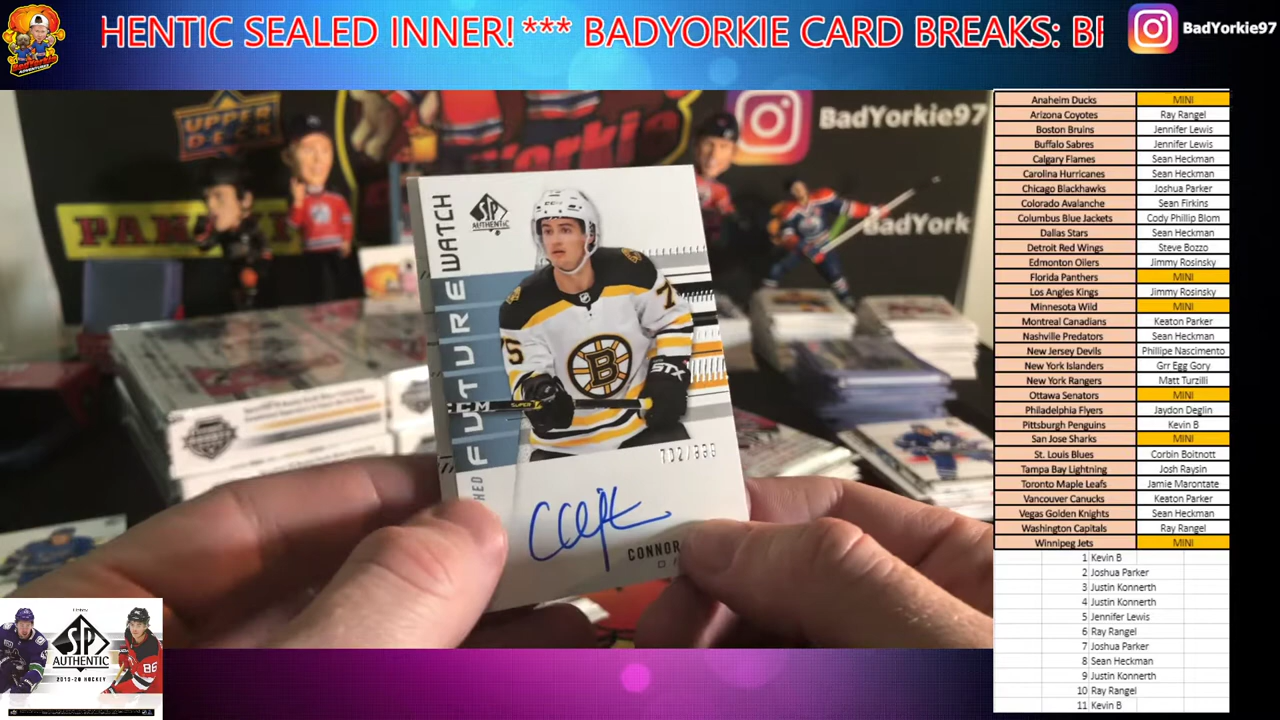 HENTIC SEALED INNER! *** BADYORKIE CARD BREAKS:
BadYorkie97
UPPER DECK
BadYorkie97
PANINI
BadYork
SP
AUTHENTIC
FUTURE WATCH
CCM SUPER
STX
B
CONNOR
Anaheim Ducks MINI
Arizona Coyotes Ray Rangel
Boston Bruins Jennifer Lewis
Buffalo Sabres Jennifer Lewis
Calgary Flames Sean Heckman
Carolina Hurricanes Sean Heckman
Chicago Blackhawks Joshua Parker
Colorado Avalanche Sean Firkins
Columbus Blue Jackets Cody Phillip Blom
Dallas Stars Sean Heckman
Detroit Red Wings Steve Bozzo
Edmonton Oilers Jimmy Rosinsky
Florida Panthers MINI
Los Angles Kings Jimmy Rosinsky
Minnesota Wild MINI
Montreal Canadians Keaton Parker
Nashville Predators Sean Heckman
New Jersey Devils Phillipe Nascimento
New York Islanders Grr Egg Gory
New York Rangers Matt Turzilli
Ottawa Senators MINI
Philadelphia Flyers Jaydon Deglin
Pittsburgh Penguins Kevin B
San Jose Sharks MINI
St. Louis Blues Corbin Boitnott
Tampa Bay Lightning Josh Raysin
Toronto Maple Leafs Jamie Marontate
Vancouver Canucks Keaton Parker
Vegas Golden Knights Sean Heckman
Washington Capitals Ray Rangel
Winnipeg Jets MINI
1 Kevin B
2 Joshua Parker
3 Justin Konnerth
4 Justin Konnerth
5 Jennifer Lewis
6 Ray Rangel
7 Joshua Parker
8 Sean Heckman
9 Justin Konnerth
10 Ray Rangel
11 Kevin B
SP
AUTHENTIC
2019-20 HOCKEY